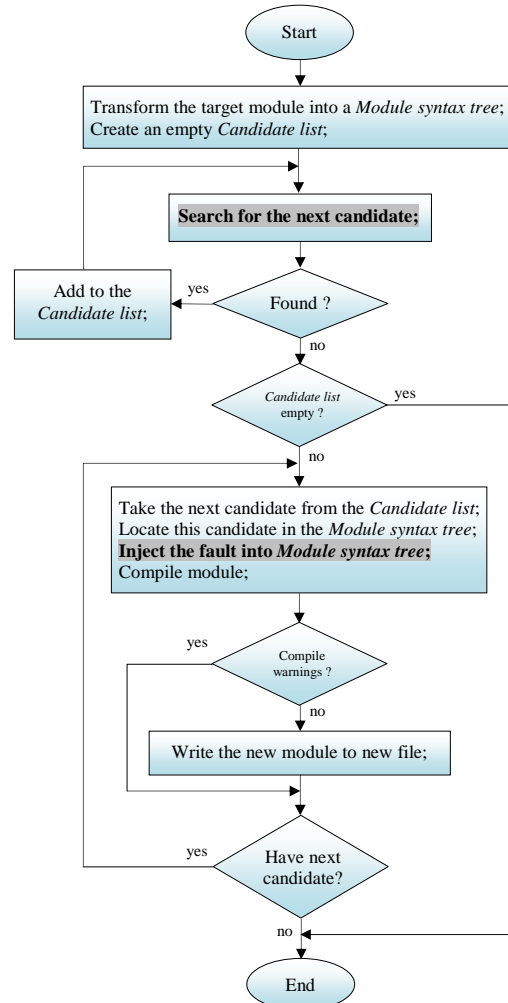 Start
Transform the target module into a Module syntax tree;
Create an empty Candidate list;
Search for the next candidate;
Add to the
Candidate list;
yes
Found ?
no
Candidate list
empty ?
yes
no
Take the next candidate from the Candidate list;
Locate this candidate in the Module syntax tree;
Inject the fault into Module syntax tree;
Compile module;
yes
Compile
warnings ?
no
Write the new module to new file;
yes
Have next
candidate?
no
End